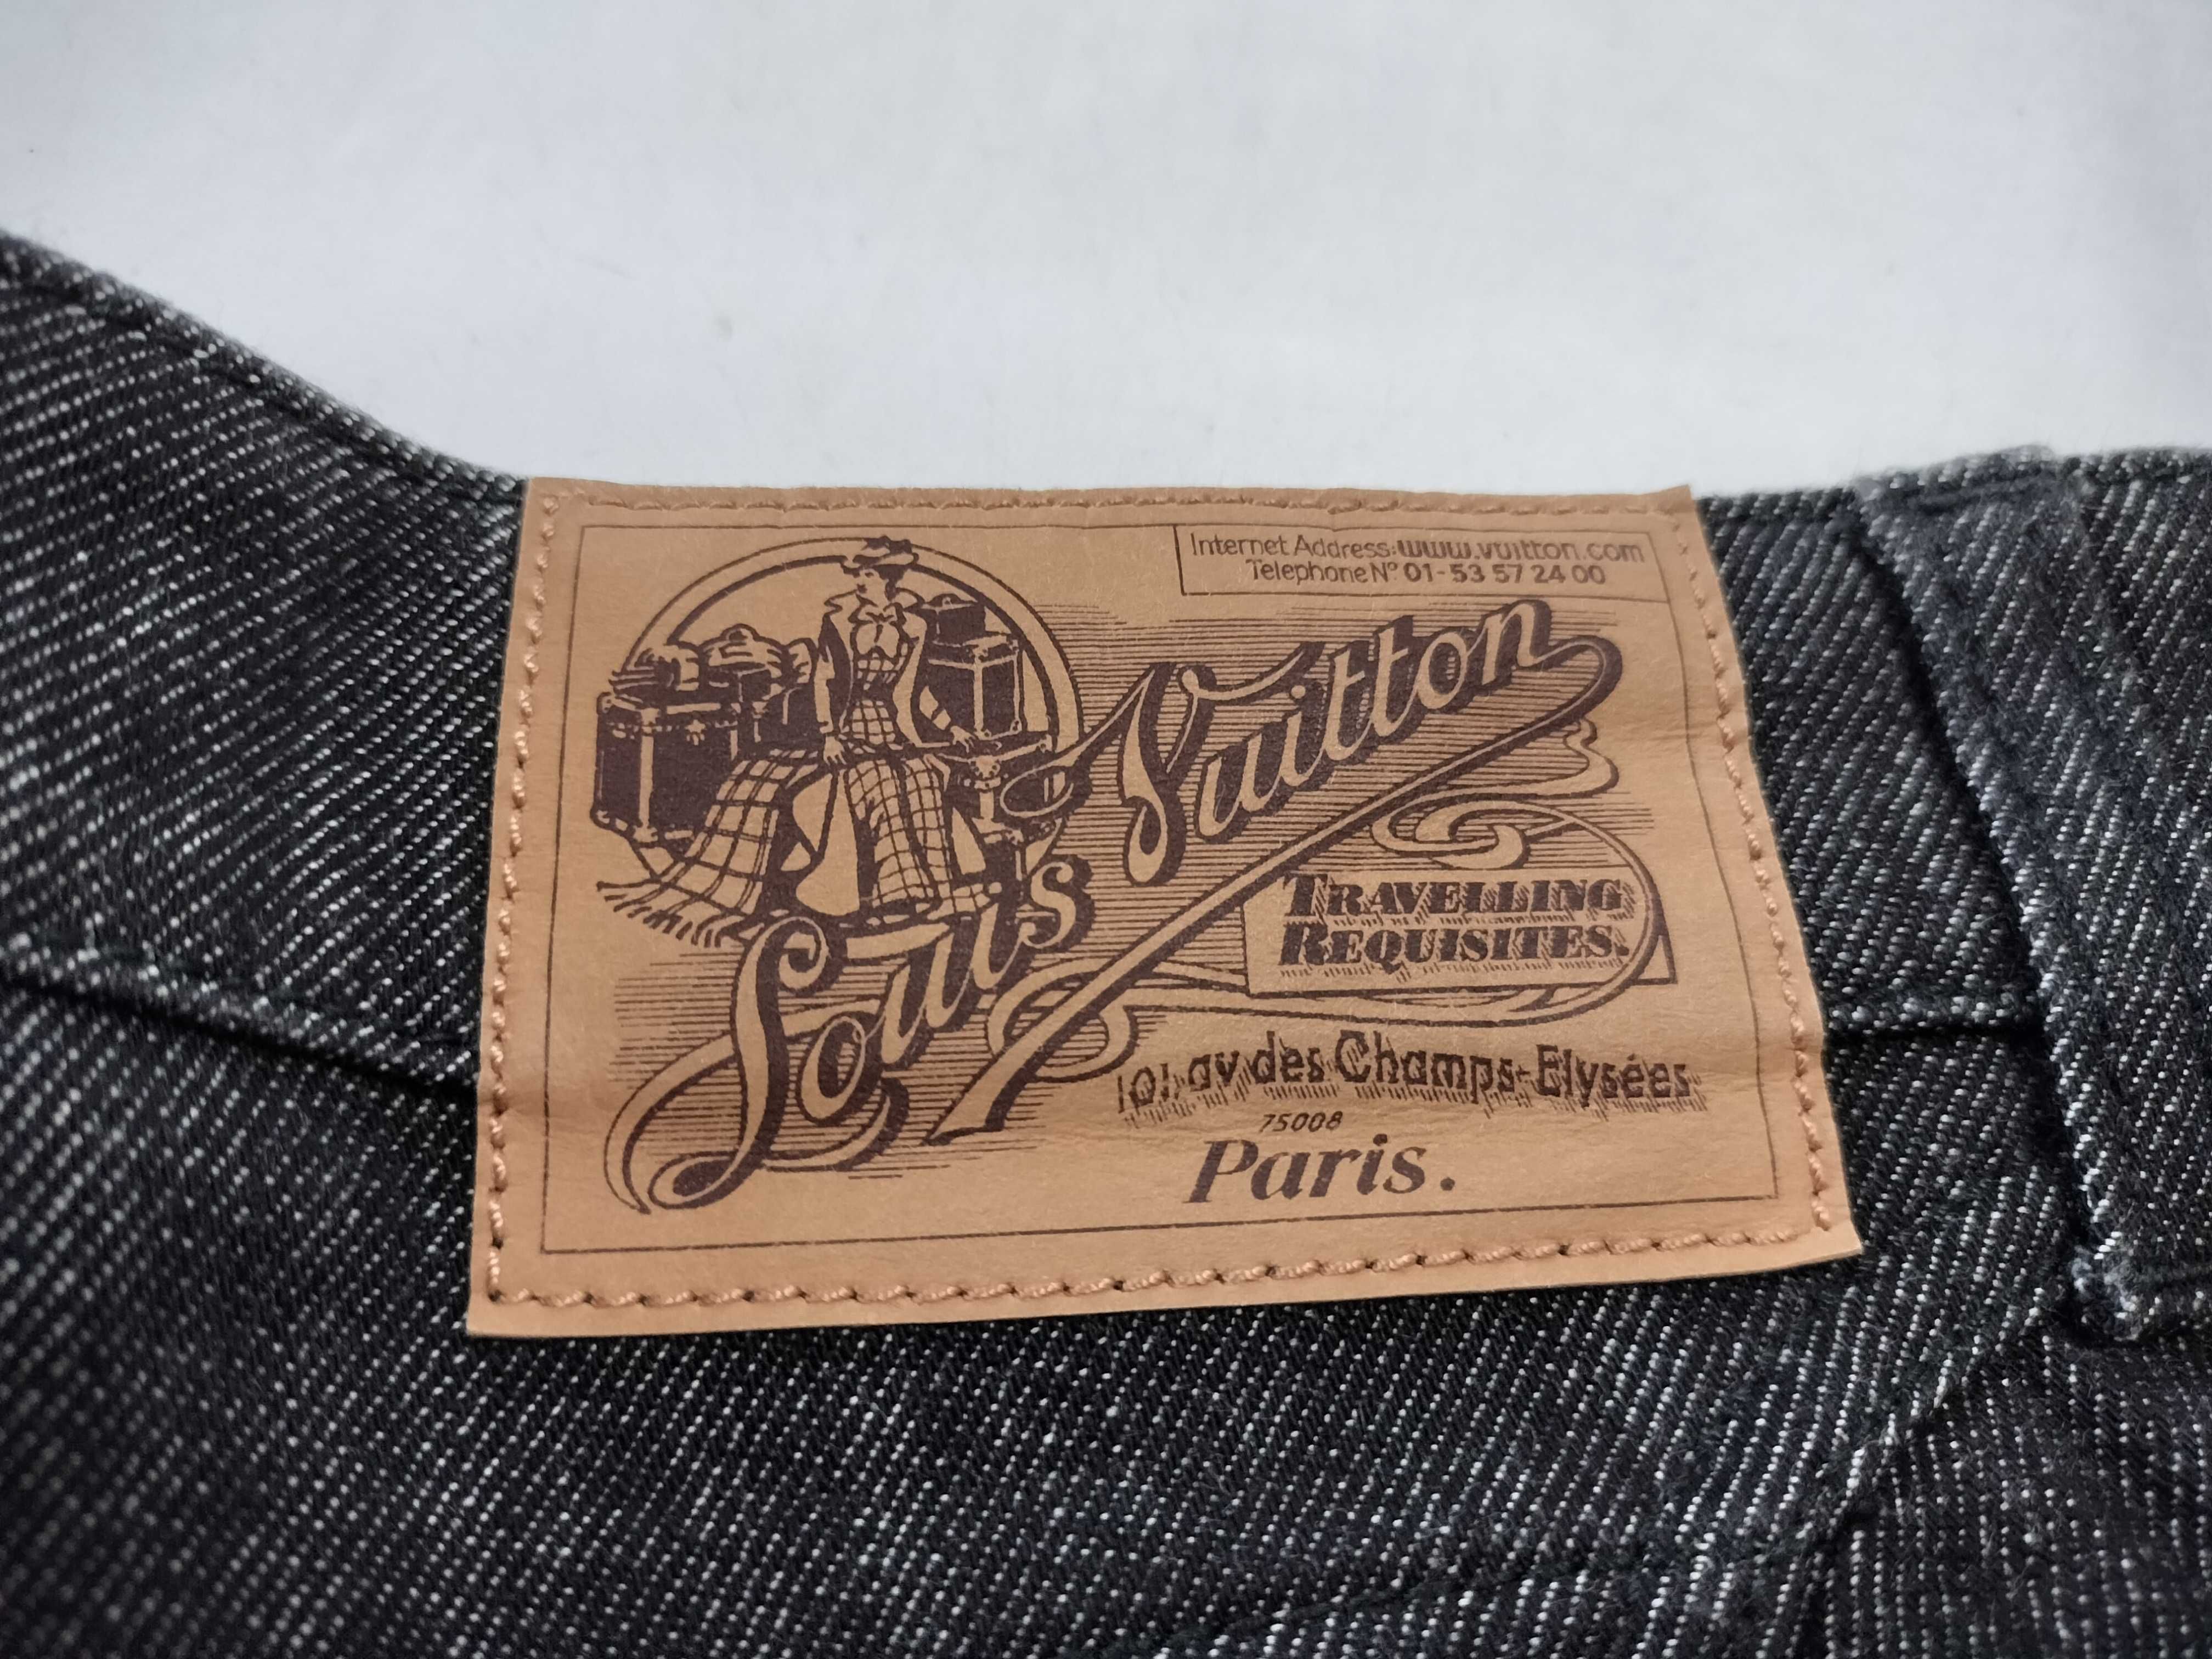 Internet Address: www.vuitton.com
Telephone Nº 01-53 57 24 00
Louis Vuitton
TRAVELLING
REQUISITES.
101, av des Champs-Elysées
75008
Paris.